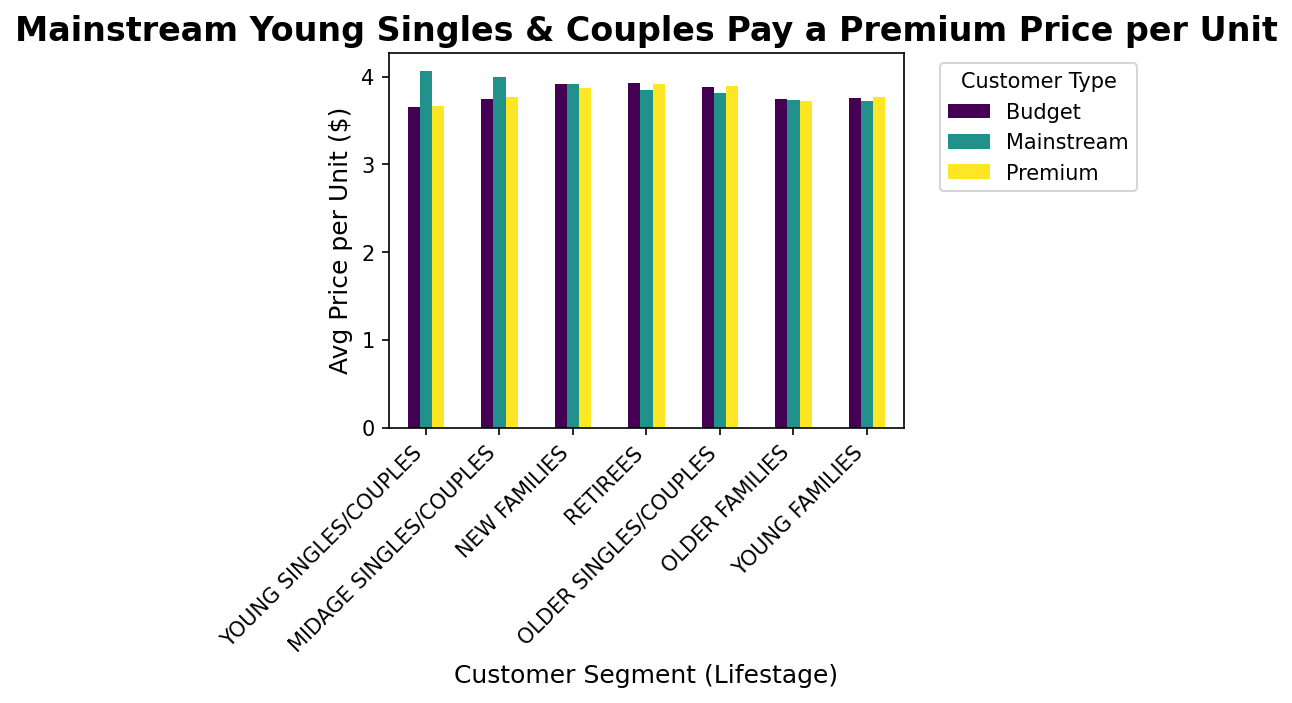 Mainstream Young Singles & Couples Pay a Premium Price per Unit
Avg Price per Unit ($)
4
3
2
1
0
YOUNG SINGLES/COUPLES
MIDAGE SINGLES/COUPLES
NEW FAMILIES
RETIREES
OLDER SINGLES/COUPLES
OLDER FAMILIES
YOUNG FAMILIES
Customer Segment (Lifestage)
Customer Type
Budget
Mainstream
Premium